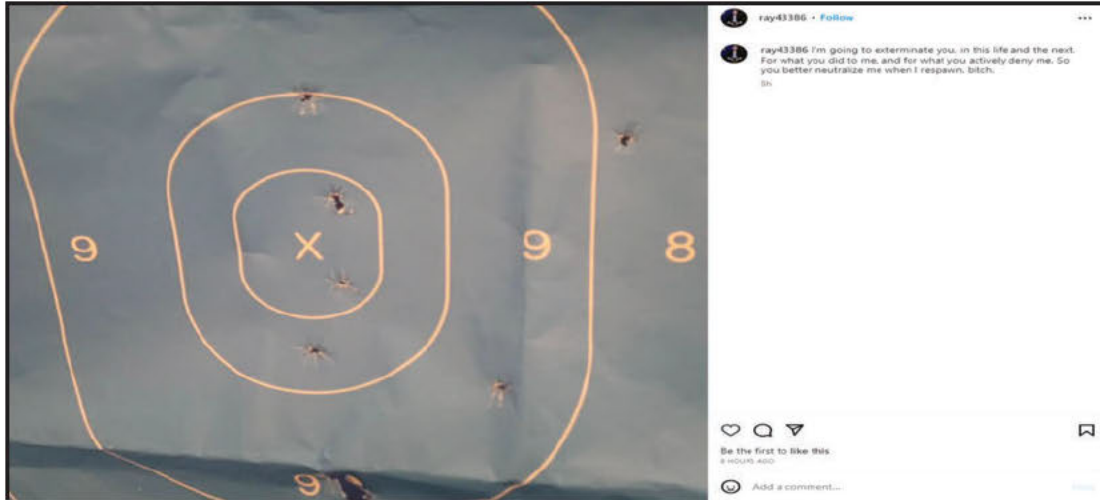 ray43386 • Follow
ray43386 I'm going to exterminate you, in this life and the next.
For what you did to me, and for what you actively deny me. So
you better neutralize me when I respawn, bitch.
5h
9
X
9
8
9
Be the first to like this
8 HOURS AGO
Add a comment...